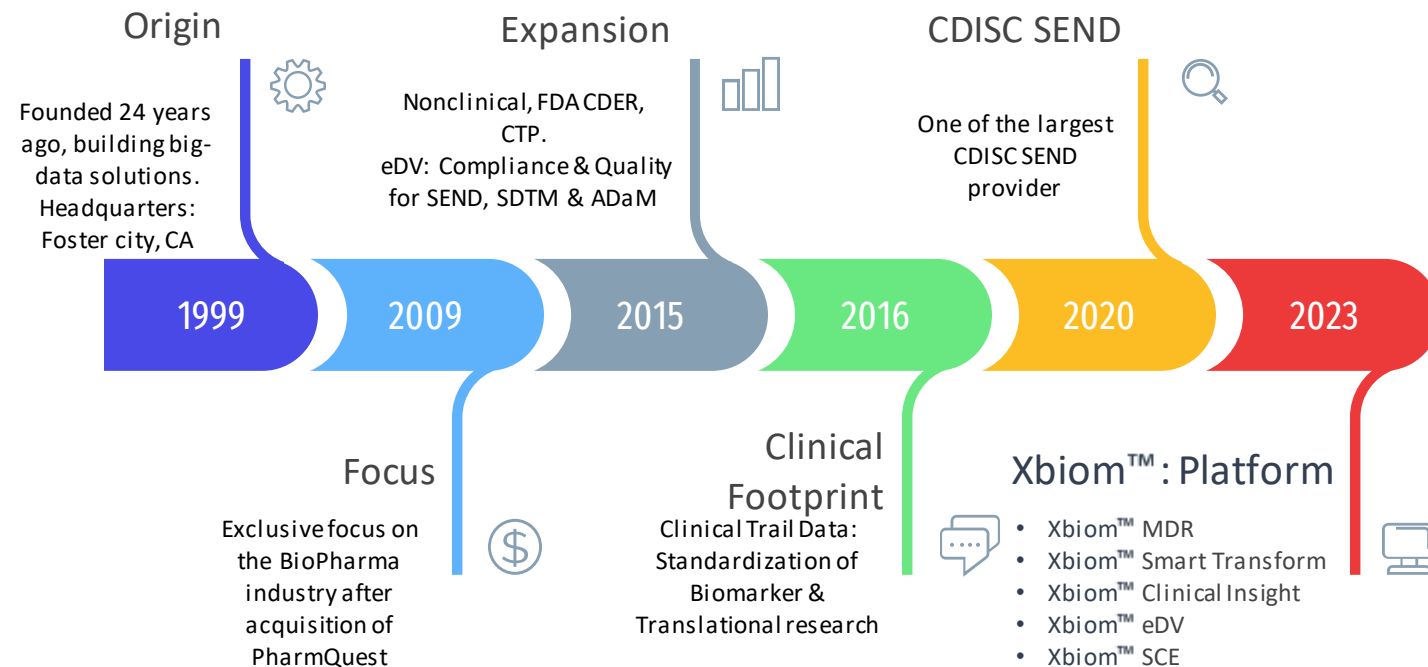 Origin
Founded 24 years
ago, building big-
data solutions.
Headquarters:
Foster city, CA
Expansion
Nonclinical, FDA CDER,
CTP.
eDV: Compliance & Quality
for SEND, SDTM & ADaM
CDISC SEND
One of the largest
CDISC SEND
provider
1999
2009
2015
2016
2020
2023
Focus
Exclusive focus on
the BioPharma
industry after
acquisition of
PharmQuest
$
Clinical
Footprint
Clinical Trail Data:
Standardization of
Biomarker &
Translational research
Xbiom™ : Platform
• Xbiom™ MDR
• Xbiom™ Smart Transform
• Xbiom™ Clinical Insight
• Xbiom™ eDV
• Xbiom™ SCE